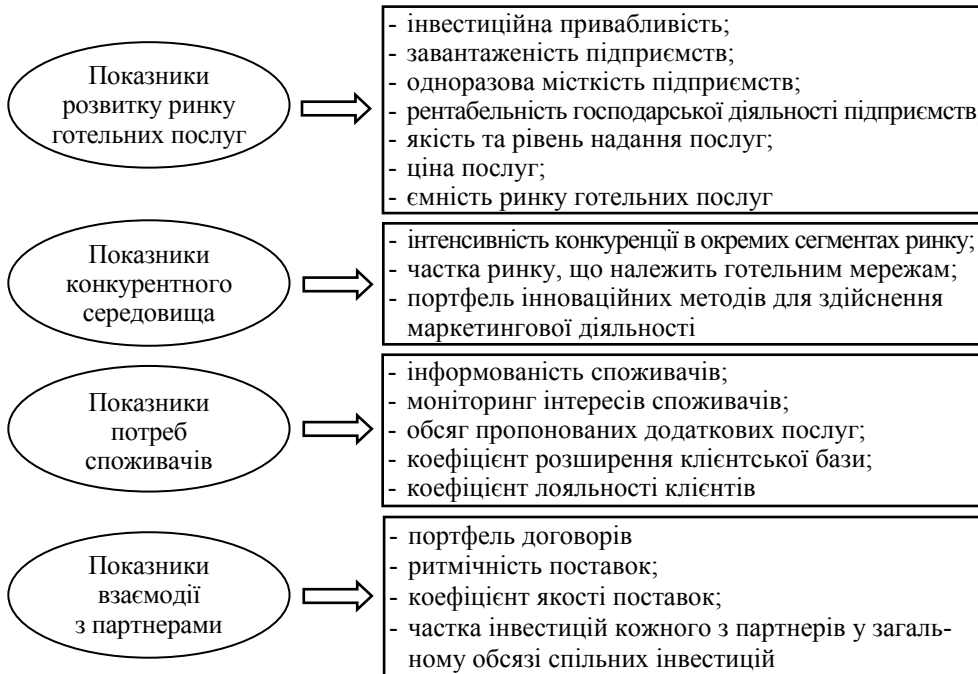 Показники
розвитку ринку
готельних послуг
- інвестиційна привабливість;
- завантаженість підприємств;
- одноразова місткість підприємств;
- рентабельність господарської діяльності підприємств
- якість та рівень надання послуг;
- ціна послуг;
- ємність ринку готельних послуг
Показники
конкурентного
середовища
- інтенсивність конкуренції в окремих сегментах ринку;
- частка ринку, що належить готельним мережам;
- портфель інноваційних методів для здійснення
маркетингової діяльності
Показники
потреб
споживачів
- інформованість споживачів;
- моніторинг інтересів споживачів;
- обсяг пропонованих додаткових послуг;
- коефіцієнт розширення клієнтської бази;
- коефіцієнт лояльності клієнтів
Показники
взаємодії
з партнерами
- портфель договорів
- ритмічність поставок;
- коефіцієнт якості поставок;
- частка інвестицій кожного з партнерів у загаль-
ному обсязі спільних інвестицій